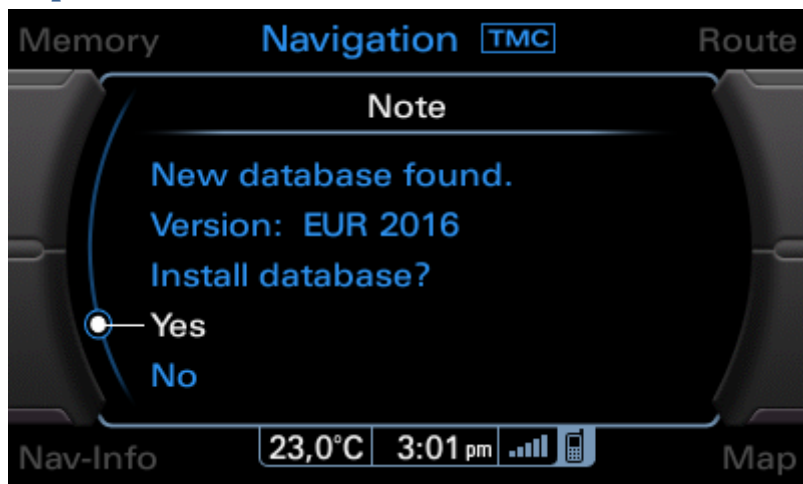 Memory Navigation TMC Route
Note
New database found.
Version: EUR 2016
Install database?
Yes
No
Nav-Info 23,0°C 3:01 pm Map